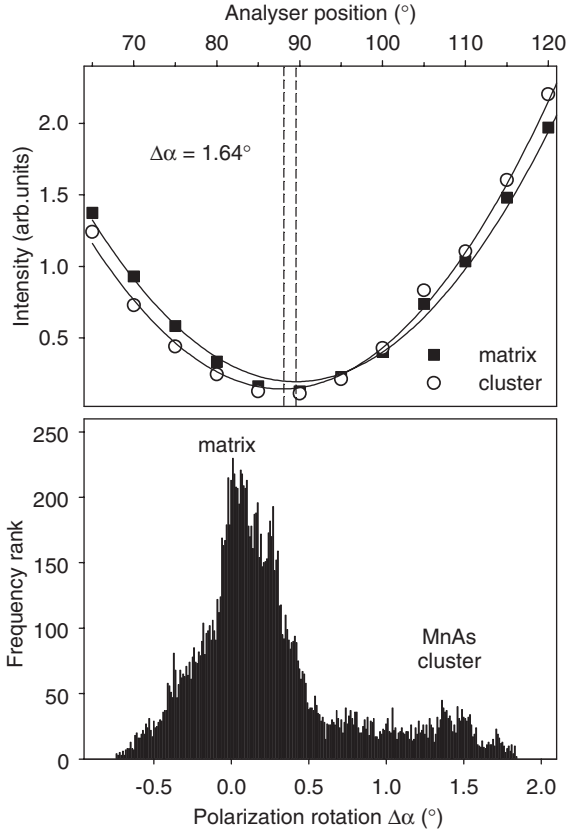 Analyser position (°)
70 80 90 100 110 120
2.0
1.5
1.0
0.5
Intensity (arb.units)
Δα = 1.64°
matrix
cluster
250
200
150
100
50
0
Frequency rank
matrix
MnAs
cluster
-0.5 0.0 0.5 1.0 1.5 2.0
Polarization rotation Δα (°)